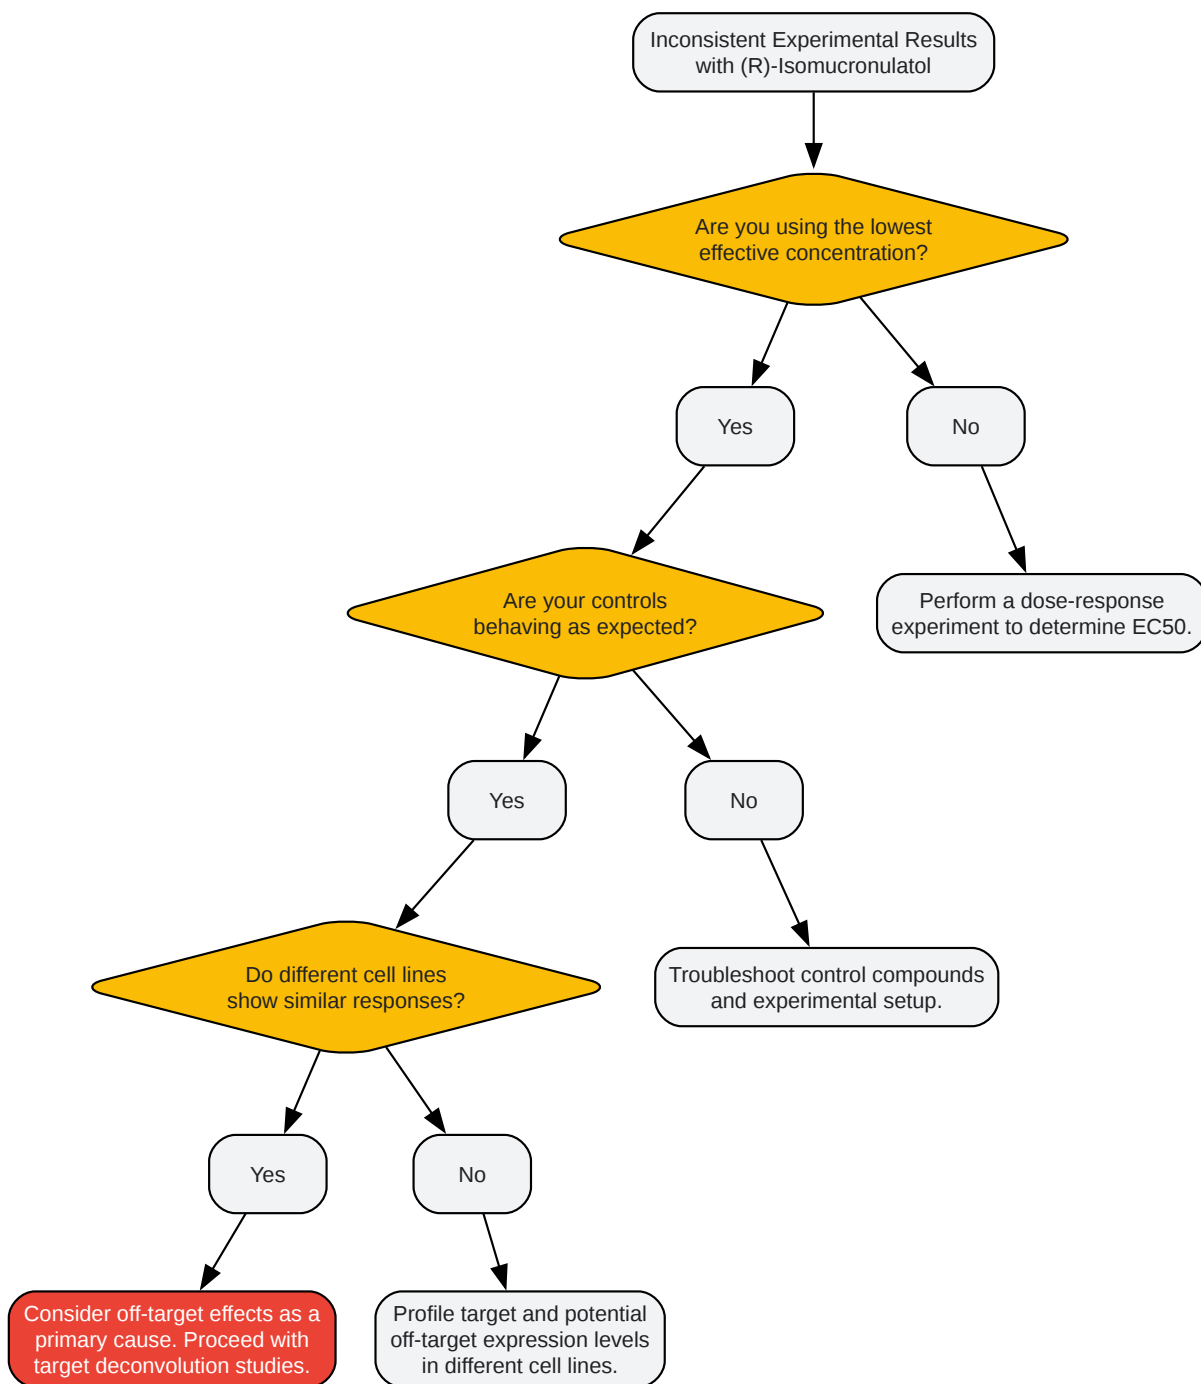 Inconsistent Experimental Results
with (R)-Isomucronulatol
Are you using the lowest
effective concentration?
Yes
No
Are your controls
behaving as expected?
Perform a dose-response
experiment to determine EC50.
Yes
No
Do different cell lines
show similar responses?
Troubleshoot control compounds
and experimental setup.
Yes
No
Consider off-target effects as a
primary cause. Proceed with
target deconvolution studies.
Profile target and potential
off-target expression levels
in different cell lines.